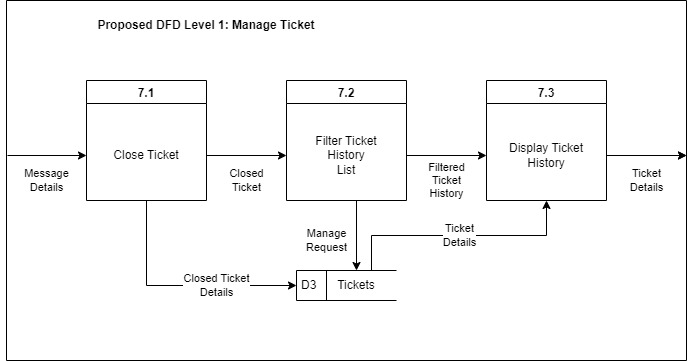 Proposed DFD Level 1: Manage Ticket
7.1
7.2
7.3
Close Ticket
Filter Ticket
History
List
Display Ticket
History
Message
Details
Closed
Ticket
Filtered
Ticket
History
Ticket
Details
Manage
Request
Ticket
Details
Closed Ticket
Details
D3
Tickets